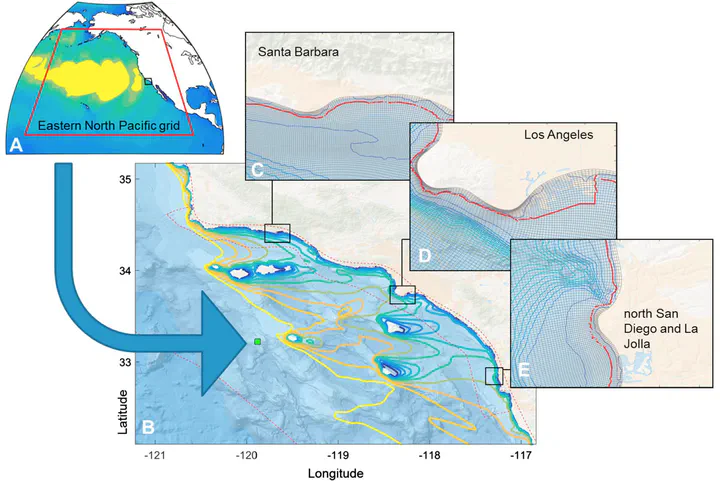 Eastern North Pacific grid
A
Santa Barbara
C
Los Angeles
D
north San
Diego and La
Jolla
E
35
34
33
Latitude
B
-121
-120
-119
-118
-117
Longitude